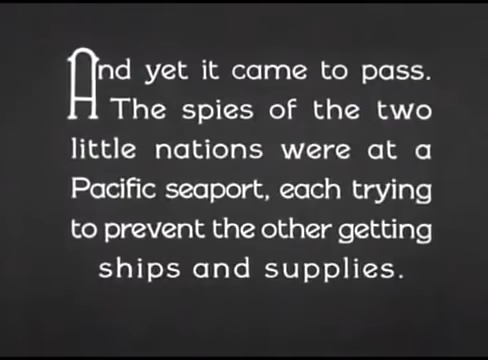 And yet it came to pass.
The spies of the two
little nations were at a
Pacific seaport, each trying
to prevent the other getting
ships and supplies.